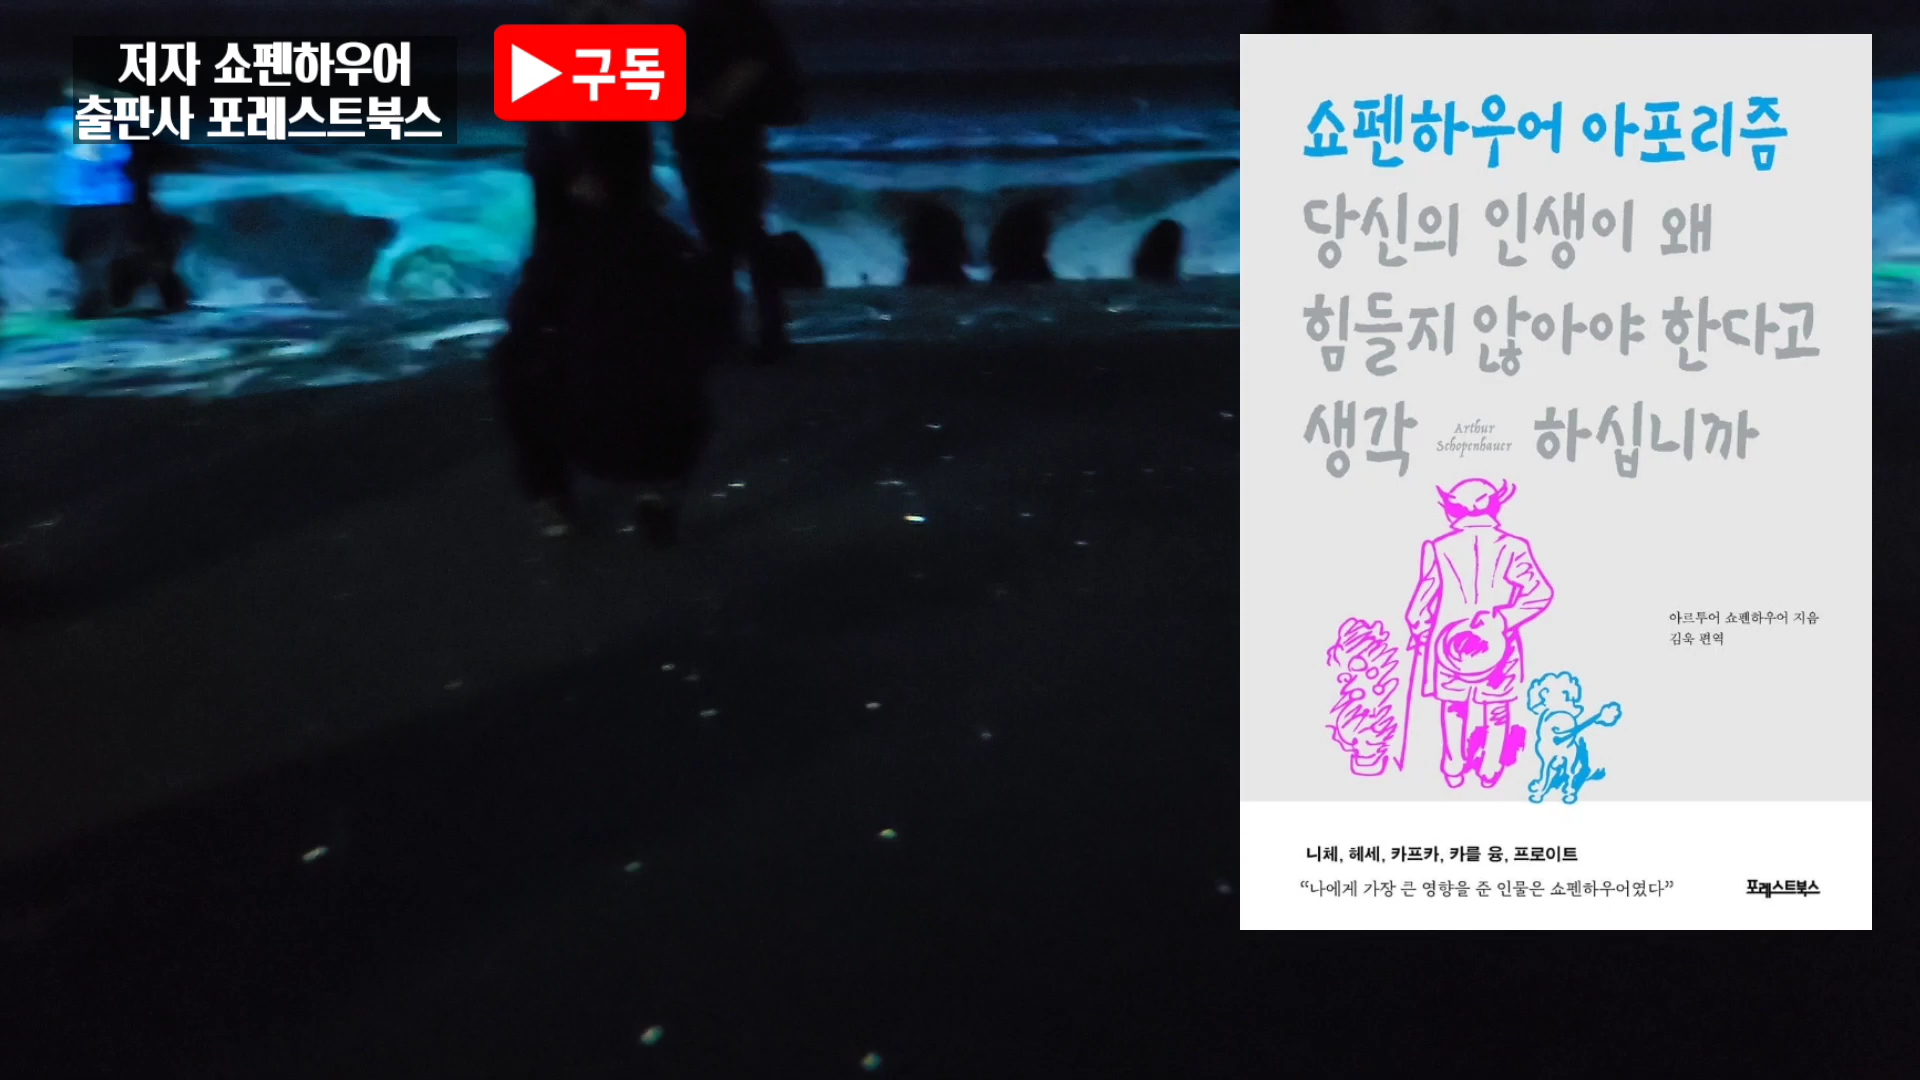 저자 쇼펜하우어
출판사 포레스트북스
구독
쇼펜하우어 아포리즘
당신의 인생이 왜
힘들지 않아야 한다고
생각 Arthur Schopenhauer 하십니까
아르투어 쇼펜하우어 지음
김욱 편역
니체, 헤세, 카프카, 카를 융, 프로이트
“나에게 가장 큰 영향을 준 인물은 쇼펜하우어였다”
포레스트북스